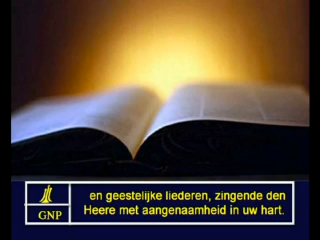 en geestelijke liederen, zingende den
Heere met aangenaamheid in uw hart.
GNP